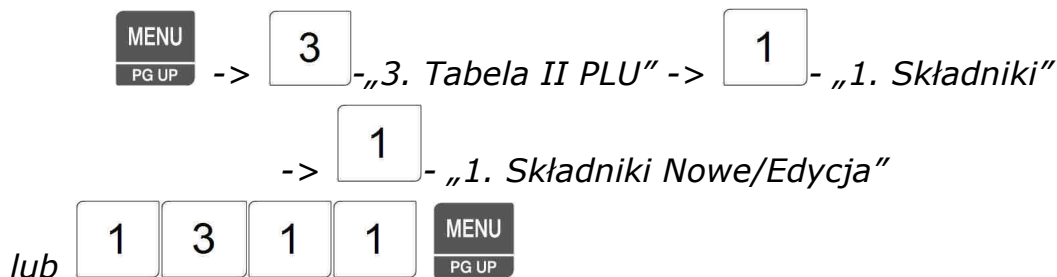 MENU
PG UP -> 3 -„3. Tabela II PLU” -> 1 - „1. Składniki”
-> 1 - „1. Składniki Nowe/Edycja”
lub 1 3 1 1 MENU
PG UP